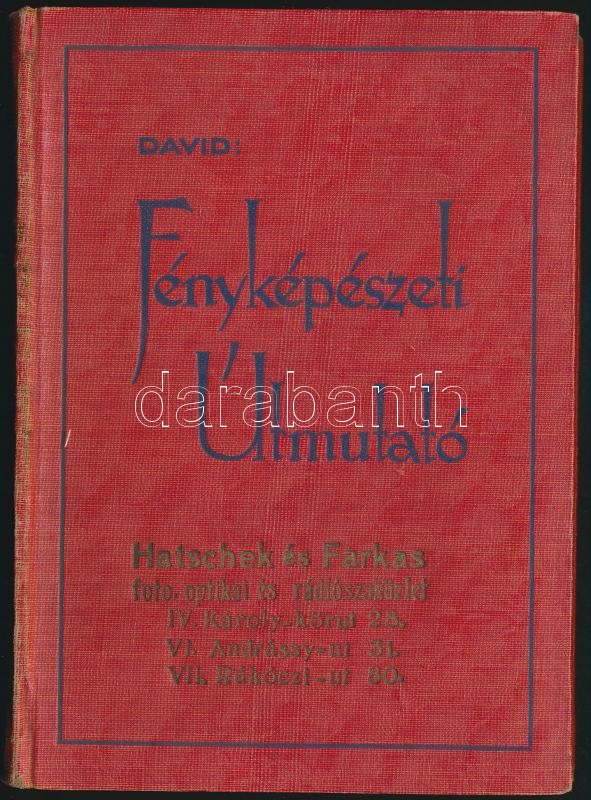 DAVID:
Fényképészeti
darabanth
Útmutató
Hatschek és Farkas
foto, optikai és rádiószaküzlet
IV. Károly-körut 28.
VI. Andrássy-ut 31.
VII. Rákóczi-ut 80.